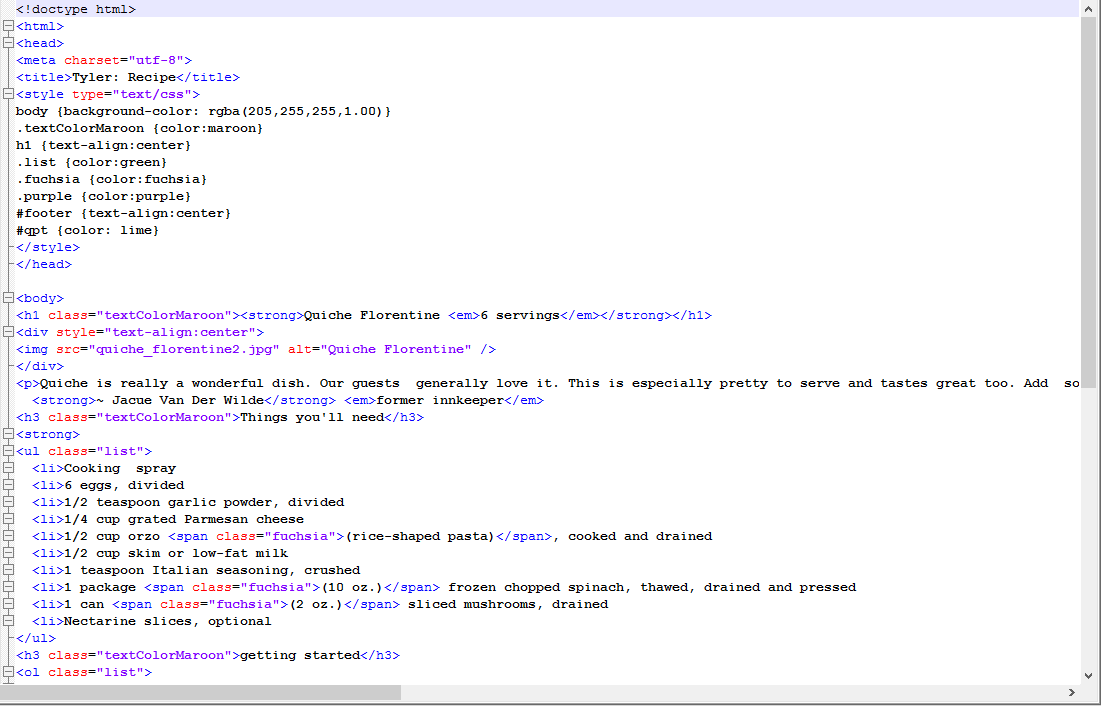 <!doctype html>
<html>
<head>
<meta charset="utf-8">
<title>Tyler: Recipe</title>
<style type="text/css">
body {background-color: rgba(205,255,255,1.00)}
.textColorMaroon {color:maroon}
h1 {text-align:center}
.list {color:green}
.fuchsia {color:fuchsia}
.purple {color:purple}
#footer {text-align:center}
#qpt {color: lime}
</style>
</head>

<body>
<h1 class="textColorMaroon"><strong>Quiche Florentine <em>6 servings</em></strong></h1>
<div style="text-align:center">
<img src="quiche_florentine2.jpg" alt="Quiche Florentine" />
</div>
<p>Quiche is really a wonderful dish. Our guests  generally love it. This is especially pretty to serve and tastes great too. Add  so
  <strong>~ Jacue Van Der Wilde</strong> <em>former innkeeper</em>
<h3 class="textColorMaroon">Things you'll need</h3>
<strong>
<ul class="list">
  <li>Cooking  spray
  <li>6 eggs, divided
  <li>1/2 teaspoon garlic powder, divided
  <li>1/4 cup grated Parmesan cheese
  <li>1/2 cup orzo <span class="fuchsia">(rice-shaped pasta)</span>, cooked and drained
  <li>1/2 cup skim or low-fat milk
  <li>1 teaspoon Italian seasoning, crushed
  <li>1 package <span class="fuchsia">(10 oz.)</span> frozen chopped spinach, thawed, drained and pressed
  <li>1 can <span class="fuchsia">(2 oz.)</span> sliced mushrooms, drained
  <li>Nectarine slices, optional
</ul>
<h3 class="textColorMaroon">getting started</h3>
<ol class="list">